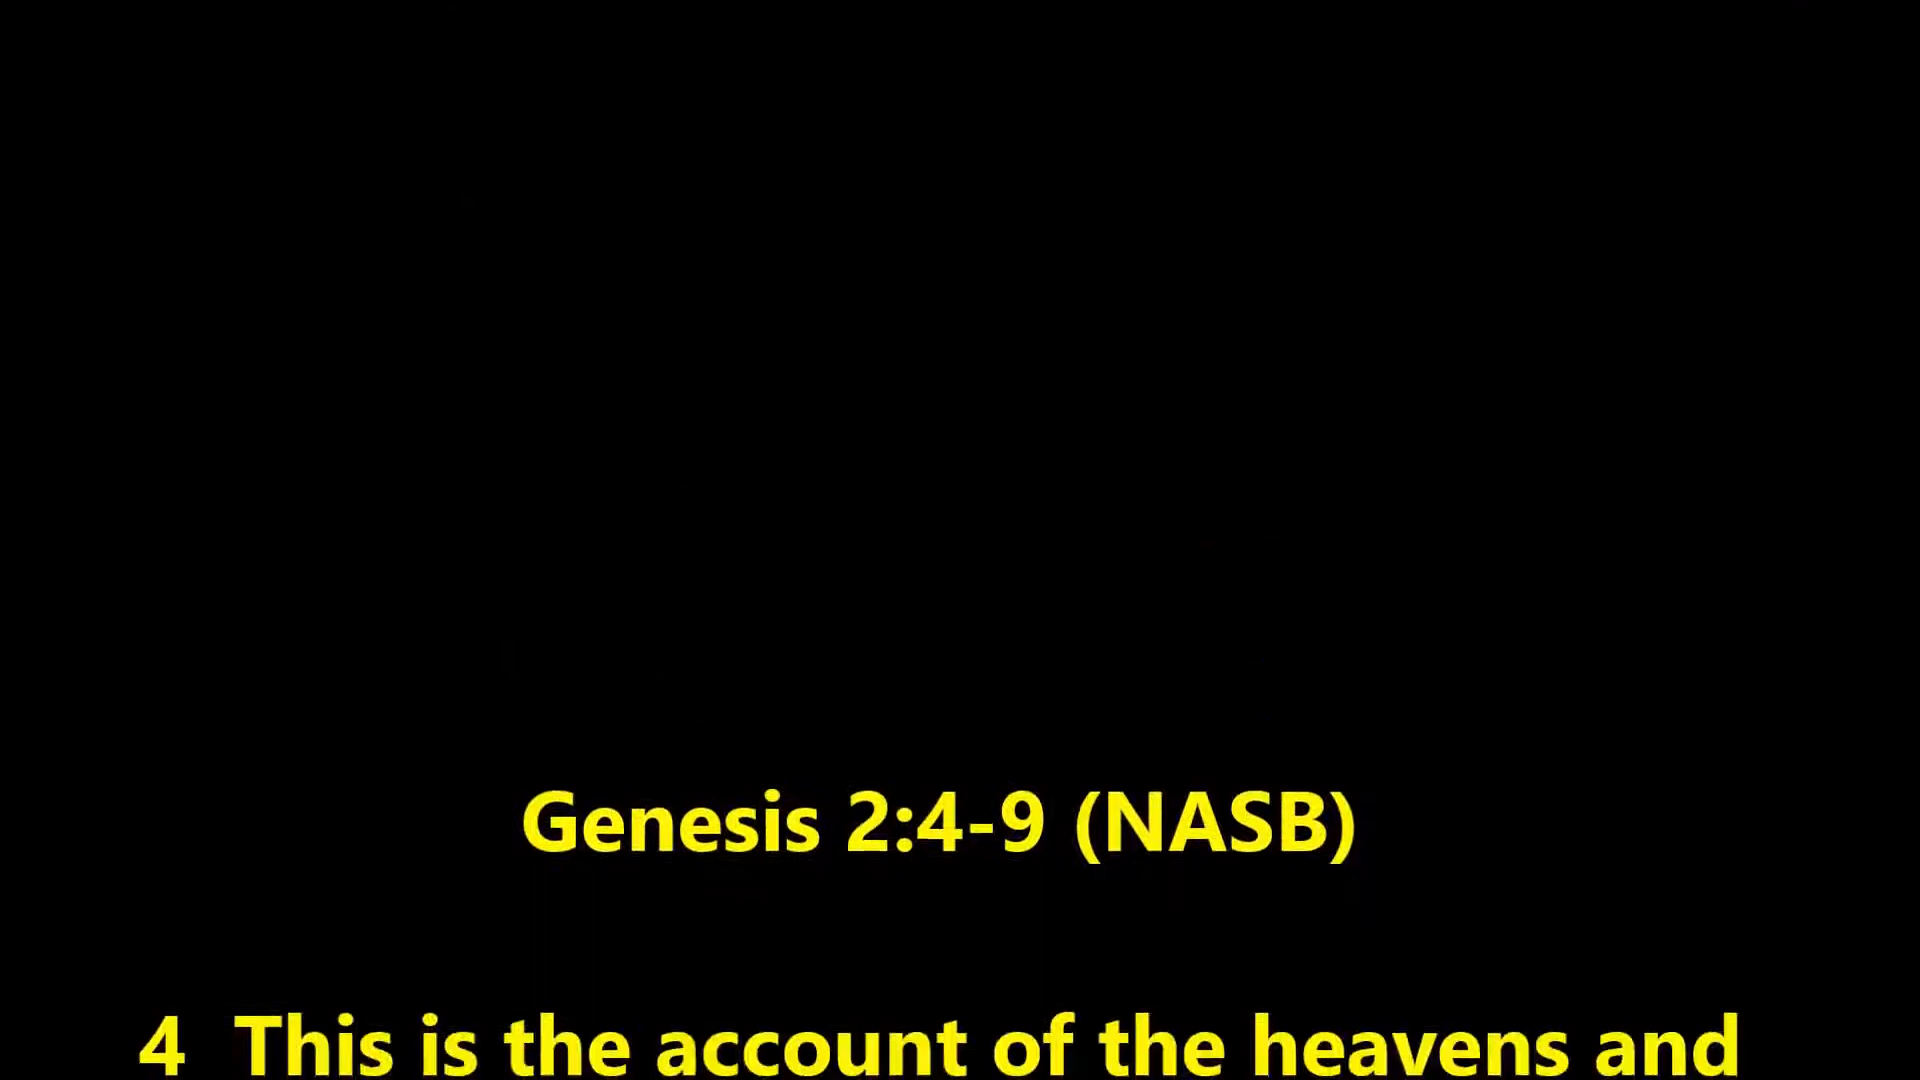 Genesis 2:4-9 (NASB)
4 This is the account of the heavens and